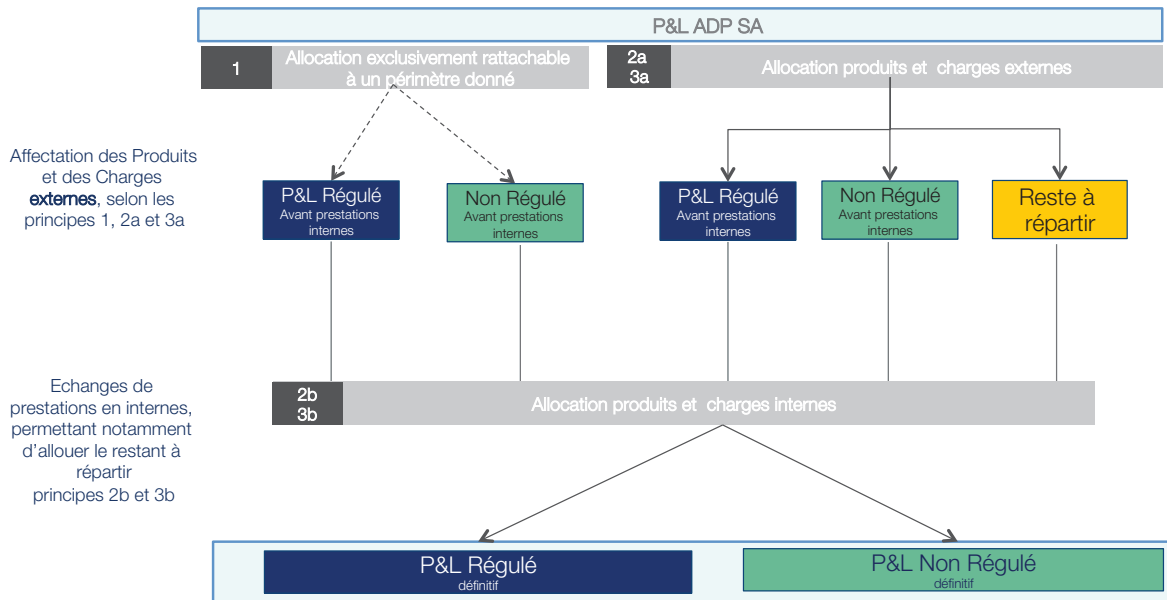 P&L ADP SA
1
Allocation exclusivement rattachable
à un périmètre donné
2a
3a
Allocation produits et charges externes
Affectation des Produits
et des Charges
externes, selon les
principes 1, 2a et 3a
P&L Régulé
Avant prestations
internes
Non Régulé
Avant prestations
internes
P&L Régulé
Avant prestations
internes
Non Régulé
Avant prestations
internes
Reste à
répartir
Echanges de
prestations en internes,
permettant notamment
d'allouer le restant à
répartir
principes 2b et 3b
2b
3b
Allocation produits et charges internes
P&L Régulé
définitif
P&L Non Régulé
définitif